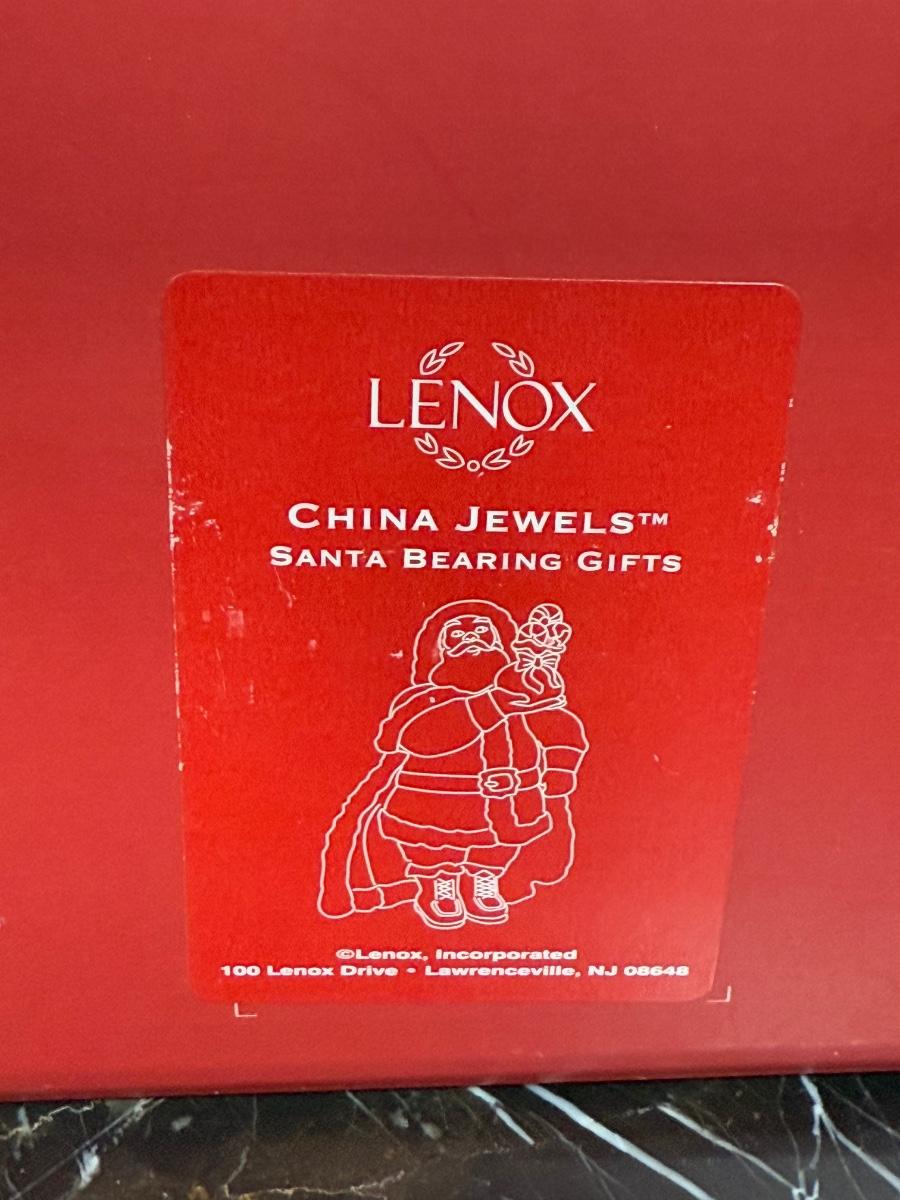 LENOX
CHINA JEWELS™
SANTA BEARING GIFTS
©Lenox, Incorporated
100 Lenox Drive • Lawrenceville, NJ 08648